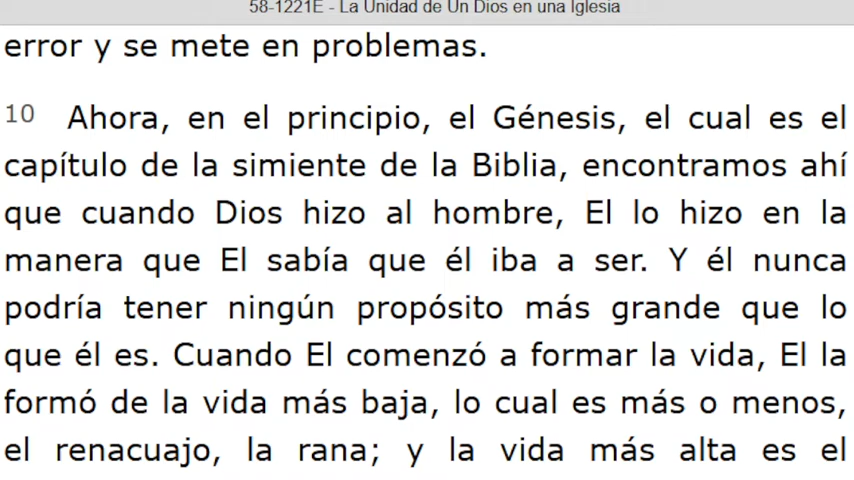 58-1221E - La Unidad de Un Dios en una Iglesia
error y se mete en problemas.
10 Ahora, en el principio, el Génesis, el cual es el
capítulo de la simiente de la Biblia, encontramos ahí
que cuando Dios hizo al hombre, El lo hizo en la
manera que El sabía que él iba a ser. Y él nunca
podría tener ningún propósito más grande que lo
que él es. Cuando El comenzó a formar la vida, El la
formó de la vida más baja, lo cual es más o menos,
el renacuajo, la rana; y la vida más alta es el